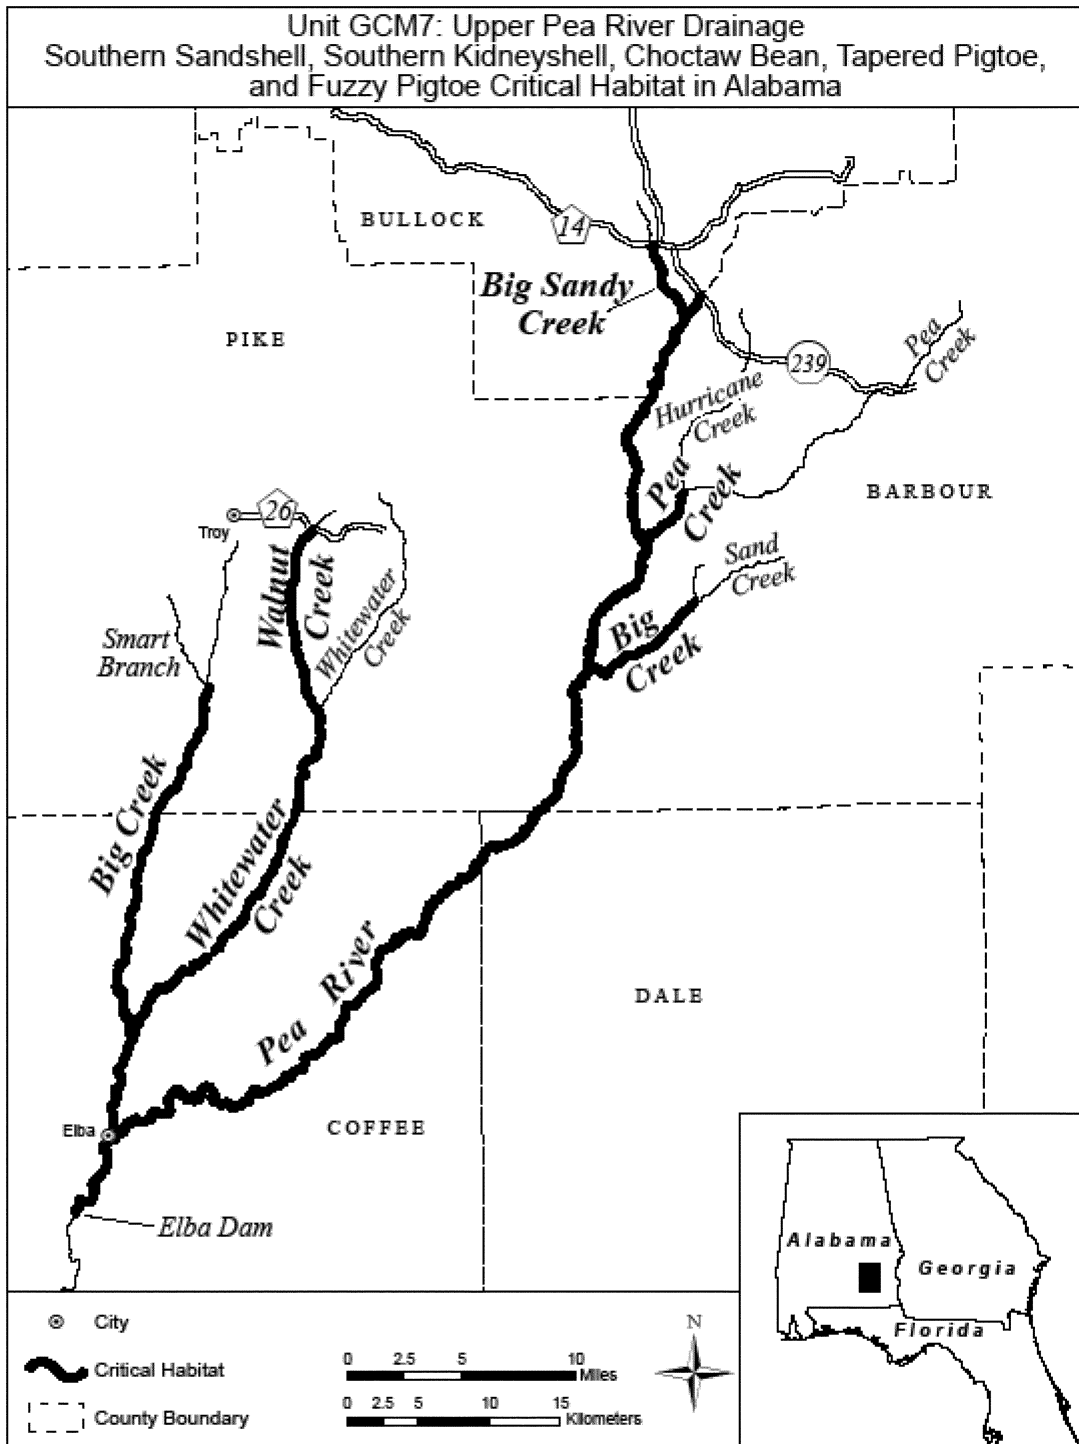 Unit GCM7: Upper Pea River Drainage
Southern Sandshell, Southern Kidneyshell, Choctaw Bean, Tapered Pigtoe,
and Fuzzy Pigtoe Critical Habitat in Alabama
BULLOCK
14
Big Sandy
Creek
PIKE
239
Pea
Creek
Hurricane
Creek
Pea
Creek
BARBOUR
26
Troy
Walnut
Creek
Whitewater
Creek
Sand
Creek
Smart
Branch
Big
Creek
Big Creek
Whitewater
Creek
Pea River
DALE
Elba
COFFEE
Elba Dam
Alabama
Georgia
Florida
City
Critical Habitat
County Boundary
0 2.5 5 10
Miles
0 2.5 5 10 15
Kilometers
N